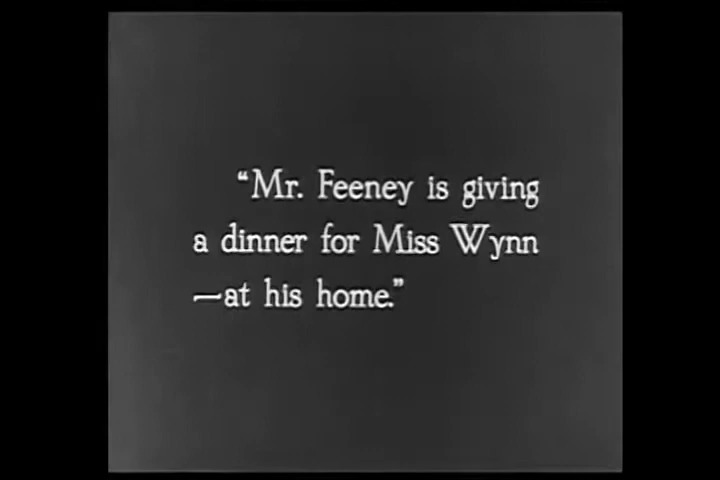 “Mr. Feeney is giving
a dinner for Miss Wynn
—at his home.”